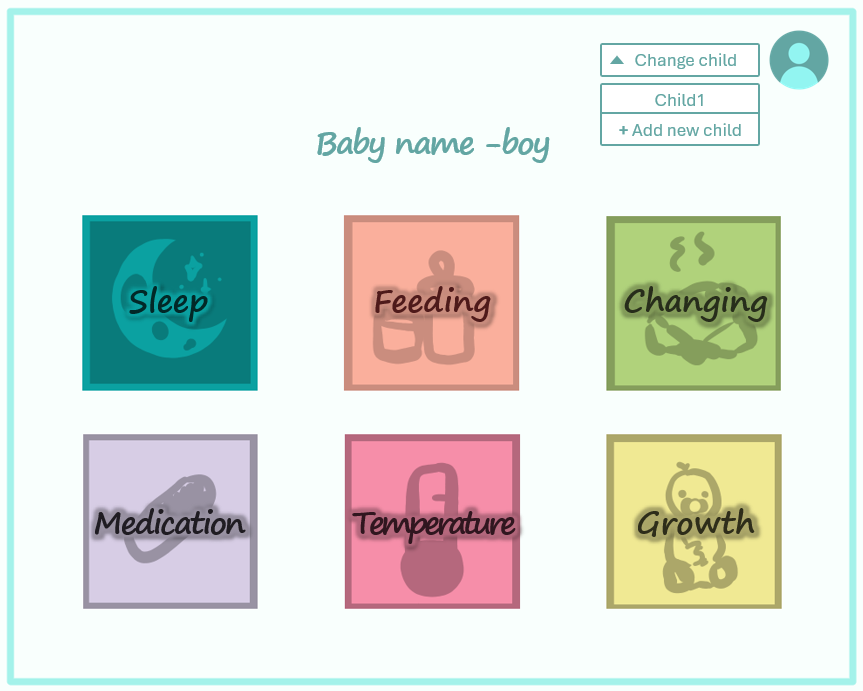 Change child
Child1
+ Add new child
Baby name -boy
Sleep
Feeding
Changing
Medication
Temperature
Growth